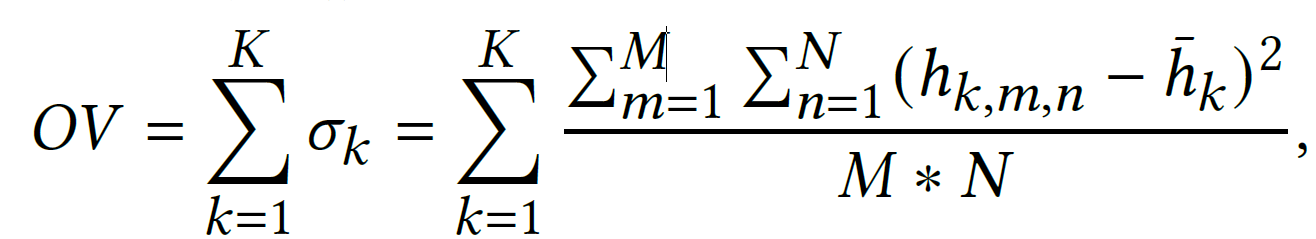 OV = \sum_{k=1}^{K} \sigma_k = \sum_{k=1}^{K} \frac{\sum_{m=1}^{M} \sum_{n=1}^{N} (h_{k,m,n} - \bar{h}_k)^2}{M * N},